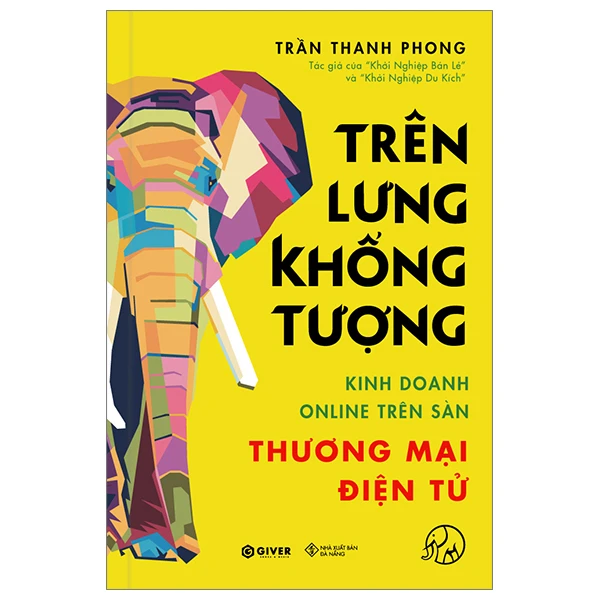 TRẦN THANH PHONG
Tác giả của "Khởi Nghiệp Bán Lẻ"
và "Khởi Nghiệp Du Kích"
TRÊN
LƯNG
KHỔNG
TƯỢNG
KINH DOANH
ONLINE TRÊN SÀN
THƯƠNG MẠI
ĐIỆN TỬ
GIVER
NHÀ XUẤT BẢN
ĐÀ NẴNG